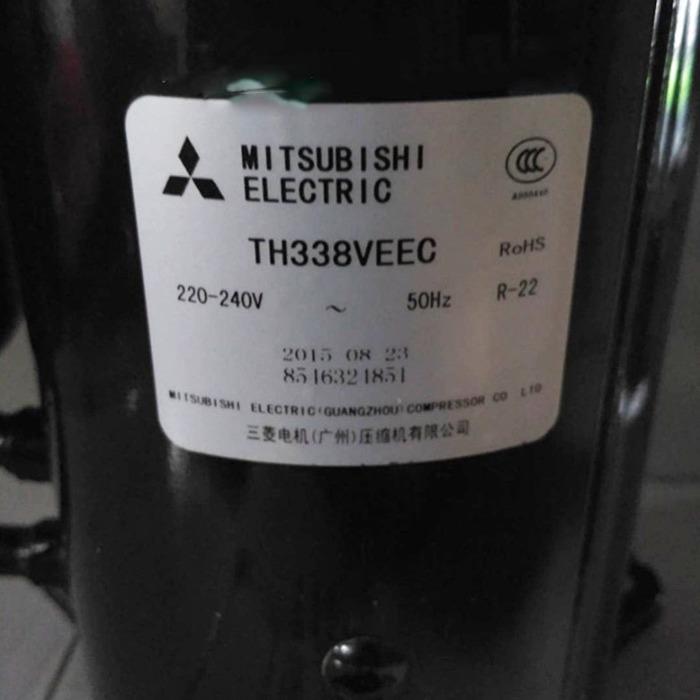 MITSUBISHI
ELECTRIC
CCC
TH338VEEC
RoHS
220-240V ~ 50Hz R-22
2015 08 23
8546324851
MITSUBISHI ELECTRIC(GUANGZHOU)COMPRESSOR CO LTD
三菱电机(广州)压缩机有限公司